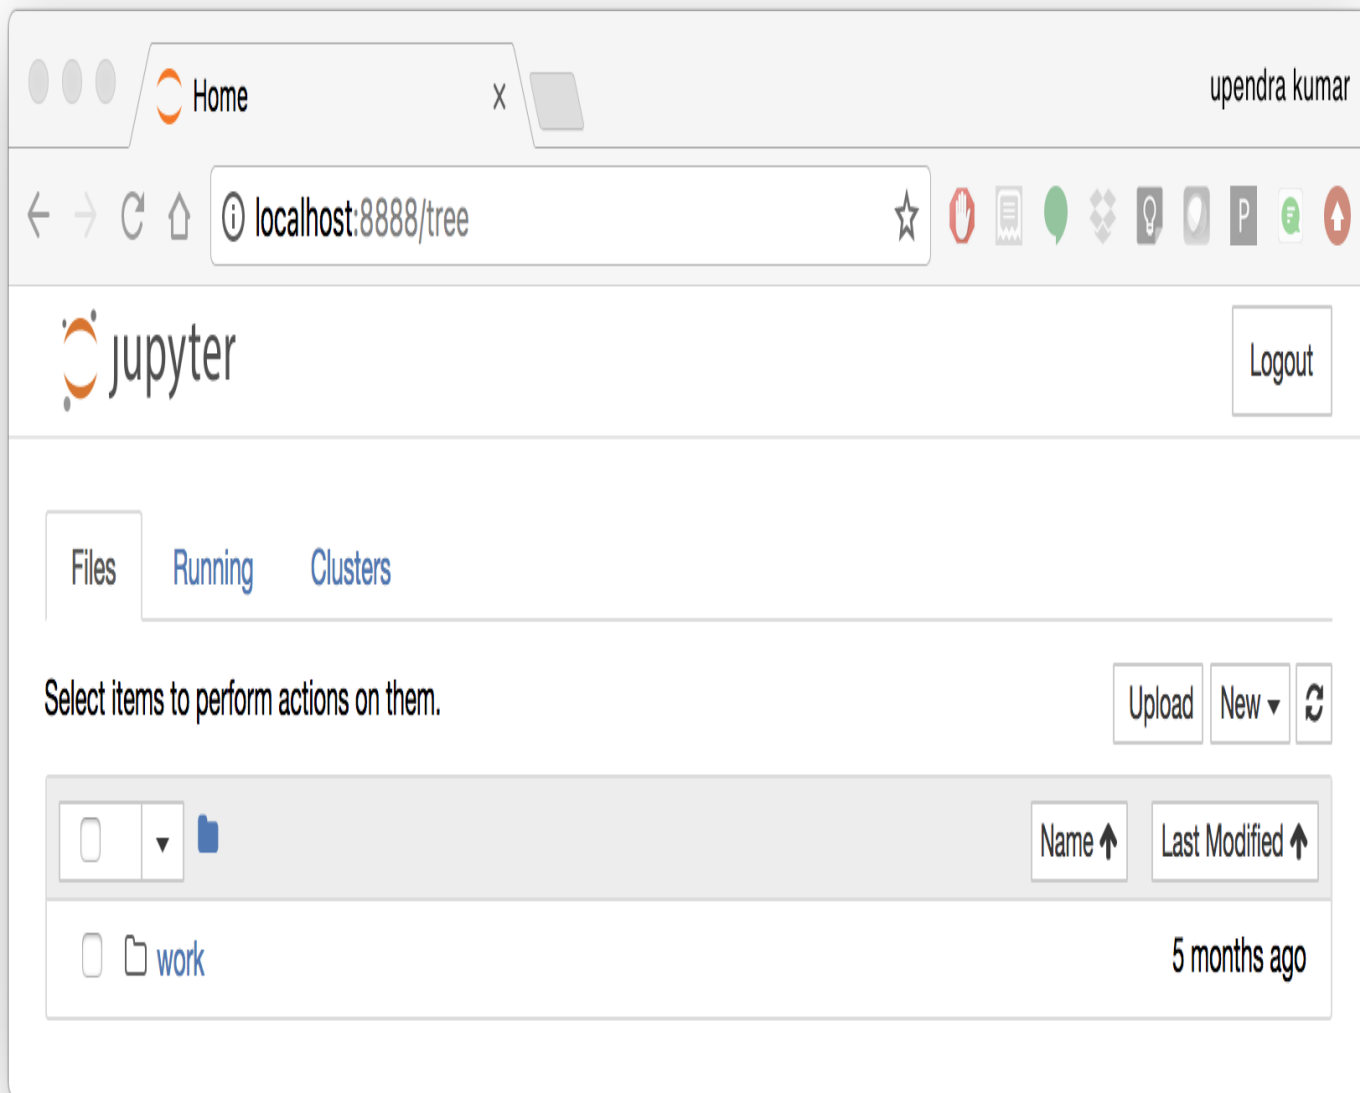 Home
upendra kumar
localhost:8888/tree
P
jupyter
Logout
Files Running Clusters
Select items to perform actions on them.
Upload New
Name Last Modified
work 5 months ago